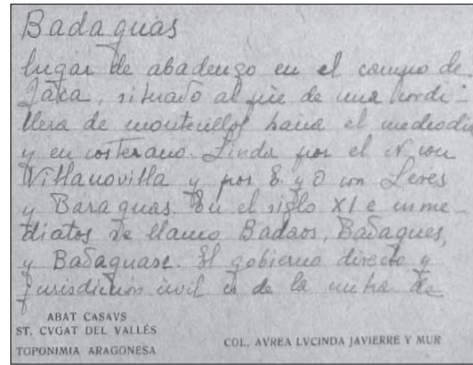 Badaguas
lugar de abadengo en el campo de
Jaca, situado al pie de una cordi-
llera de montecillos hacia el mediodia
y en costerano. Linda por el N con
Villanovilla y por E y O con Leres
y Baraguas En el siglo XI e inme-
diatos se llamo Badaos, Badagues,
y Badaguase. El gobierno directo y
jurisdiccion civil es de la mitra de
ABAT CASAVS
ST. CVGAT DEL VALLÉS
TOPONIMIA ARAGONESA
COL. AVREA LVCINDA JAVIERRE Y MUR